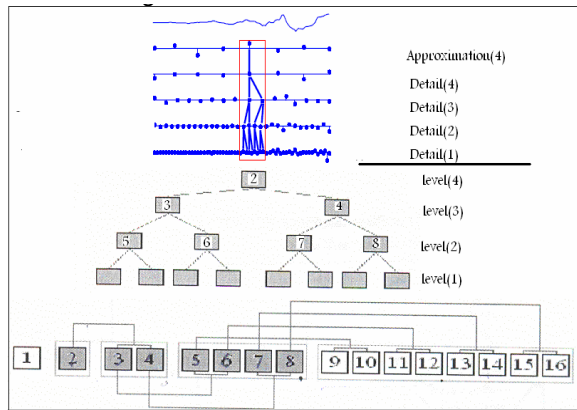 Approximation(4)
Detail(4)
Detail(3)
Detail(2)
Detail(1)
2
level(4)
3 4
level(3)
5 6 7 8
level(2)
level(1)
1 2 3 4 5 6 7 8 9 10 11 12 13 14 15 16